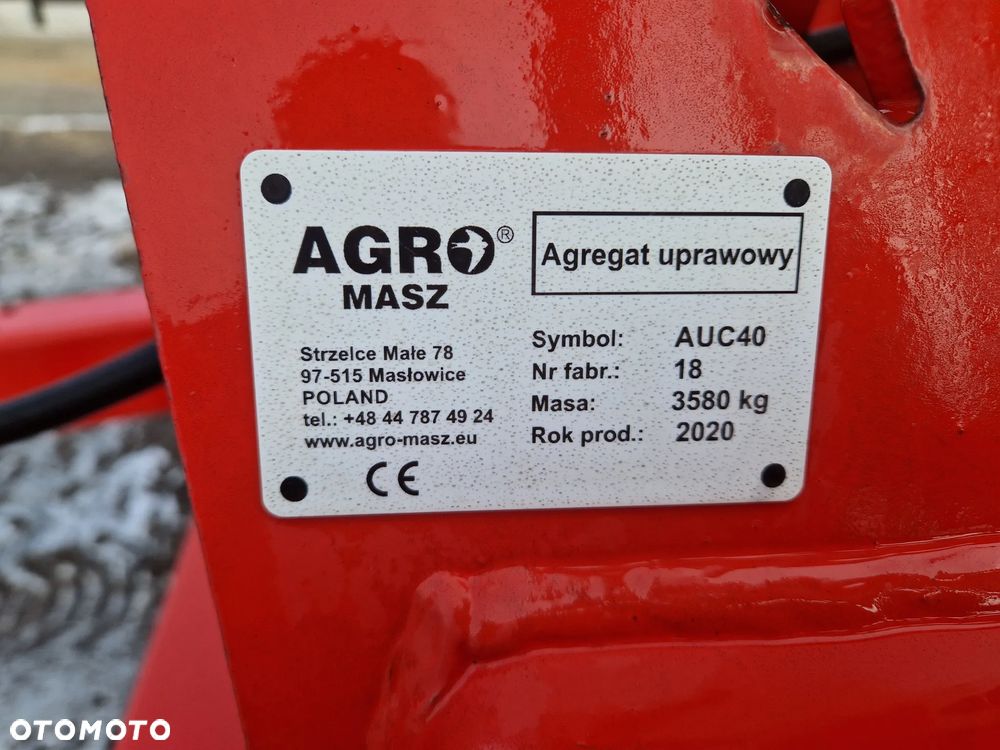 AGRO®
MASZ
Strzelce Małe 78
97-515 Masłowice
POLAND
tel.: +48 44 787 49 24
www.agro-masz.eu
CE
Agregat uprawowy
Symbol: AUC40
Nr fabr.: 18
Masa: 3580 kg
Rok prod.: 2020
OTOMOTO